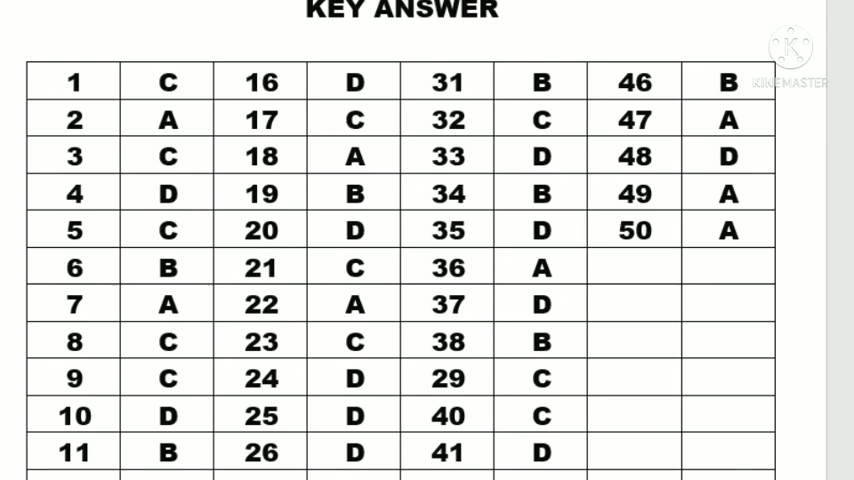 KEY ANSWER
K
KINEMASTER
1 C 16 D 31 B 46 B
2 A 17 C 32 C 47 A
3 C 18 A 33 D 48 D
4 D 19 B 34 B 49 A
5 C 20 D 35 D 50 A
6 B 21 C 36 A
7 A 22 A 37 D
8 C 23 C 38 B
9 C 24 D 29 C
10 D 25 D 40 C
11 B 26 D 41 D